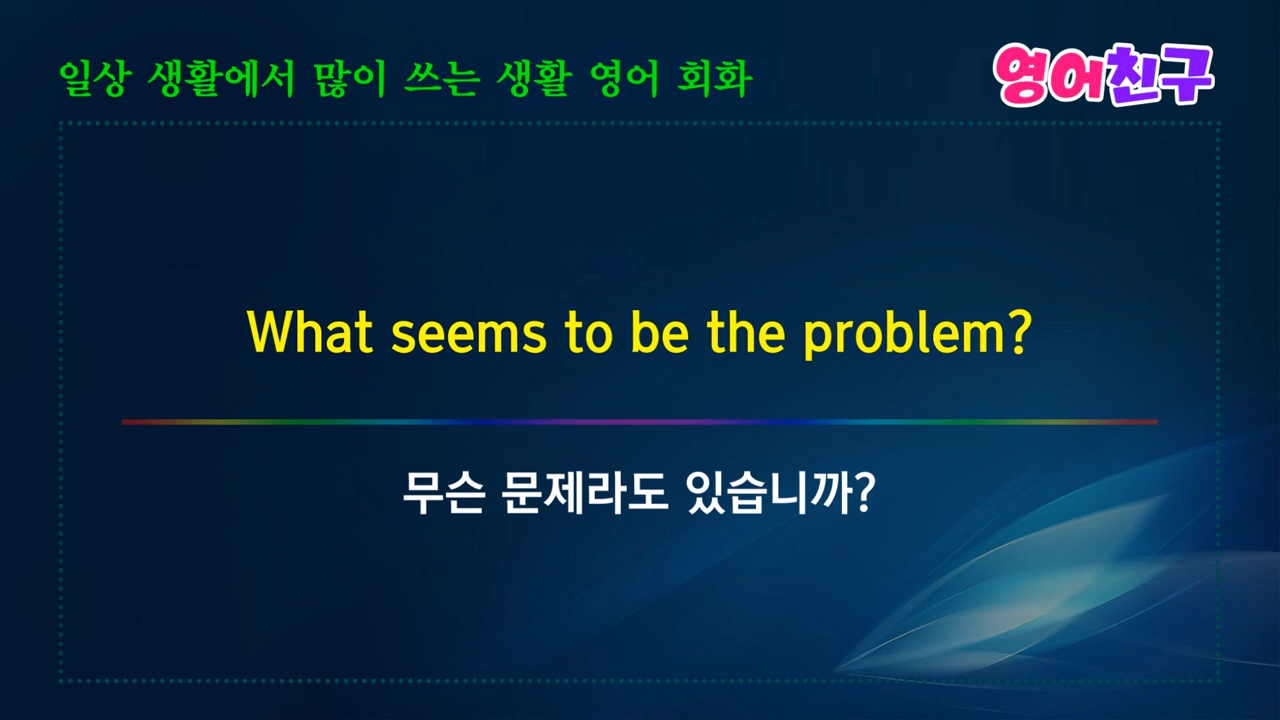 일상 생활에서 많이 쓰는 생활 영어 회화
영어친구
What seems to be the problem?
무슨 문제라도 있습니까?